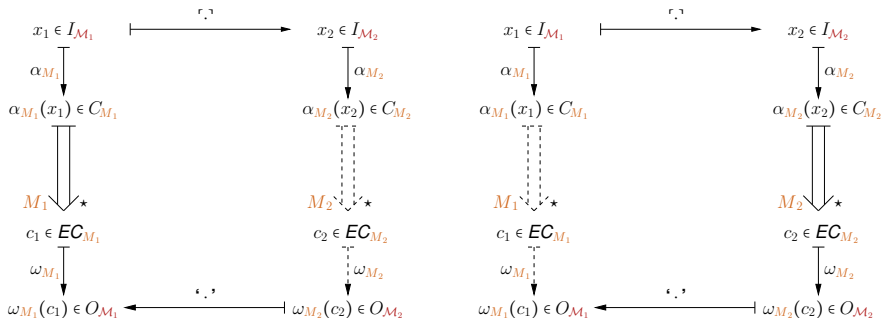 ⌜.⌝ ⌜.⌝
x₁ ∈ I_ℳ₁ x₂ ∈ I_ℳ₂ x₁ ∈ I_ℳ₁ x₂ ∈ I_ℳ₂
α_M₁ α_M₂ α_M₁ α_M₂
α_M₁(x₁) ∈ C_M₁ α_M₂(x₂) ∈ C_M₂ α_M₁(x₁) ∈ C_M₁ α_M₂(x₂) ∈ C_M₂
M₁ ⋆ M₂ ⋆ M₁ ⋆ M₂ ⋆
c₁ ∈ EC_M₁ c₂ ∈ EC_M₂ c₁ ∈ EC_M₁ c₂ ∈ EC_M₂
ω_M₁ ω_M₂ ω_M₁ ω_M₂
‘.’ ‘.’
ω_M₁(c₁) ∈ O_ℳ₁ ω_M₂(c₂) ∈ O_ℳ₂ ω_M₁(c₁) ∈ O_ℳ₁ ω_M₂(c₂) ∈ O_ℳ₂